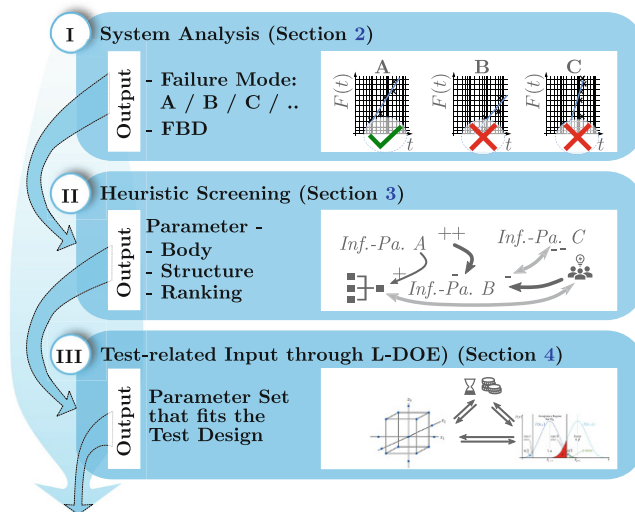 I
System Analysis (Section 2)
Output
- Failure Mode:
A / B / C / ..
- FBD
A
B
C
F(t)
F(t)
F(t)
t
t
t
II
Heuristic Screening (Section 3)
Output
Parameter -
- Body
- Structure
- Ranking
Inf.-Pa. A
++
Inf.-Pa. C
--
+
-
-
Inf.-Pa. B
III
Test-related Input through L-DOE) (Section 4)
Output
Parameter Set
that fits the
Test Design